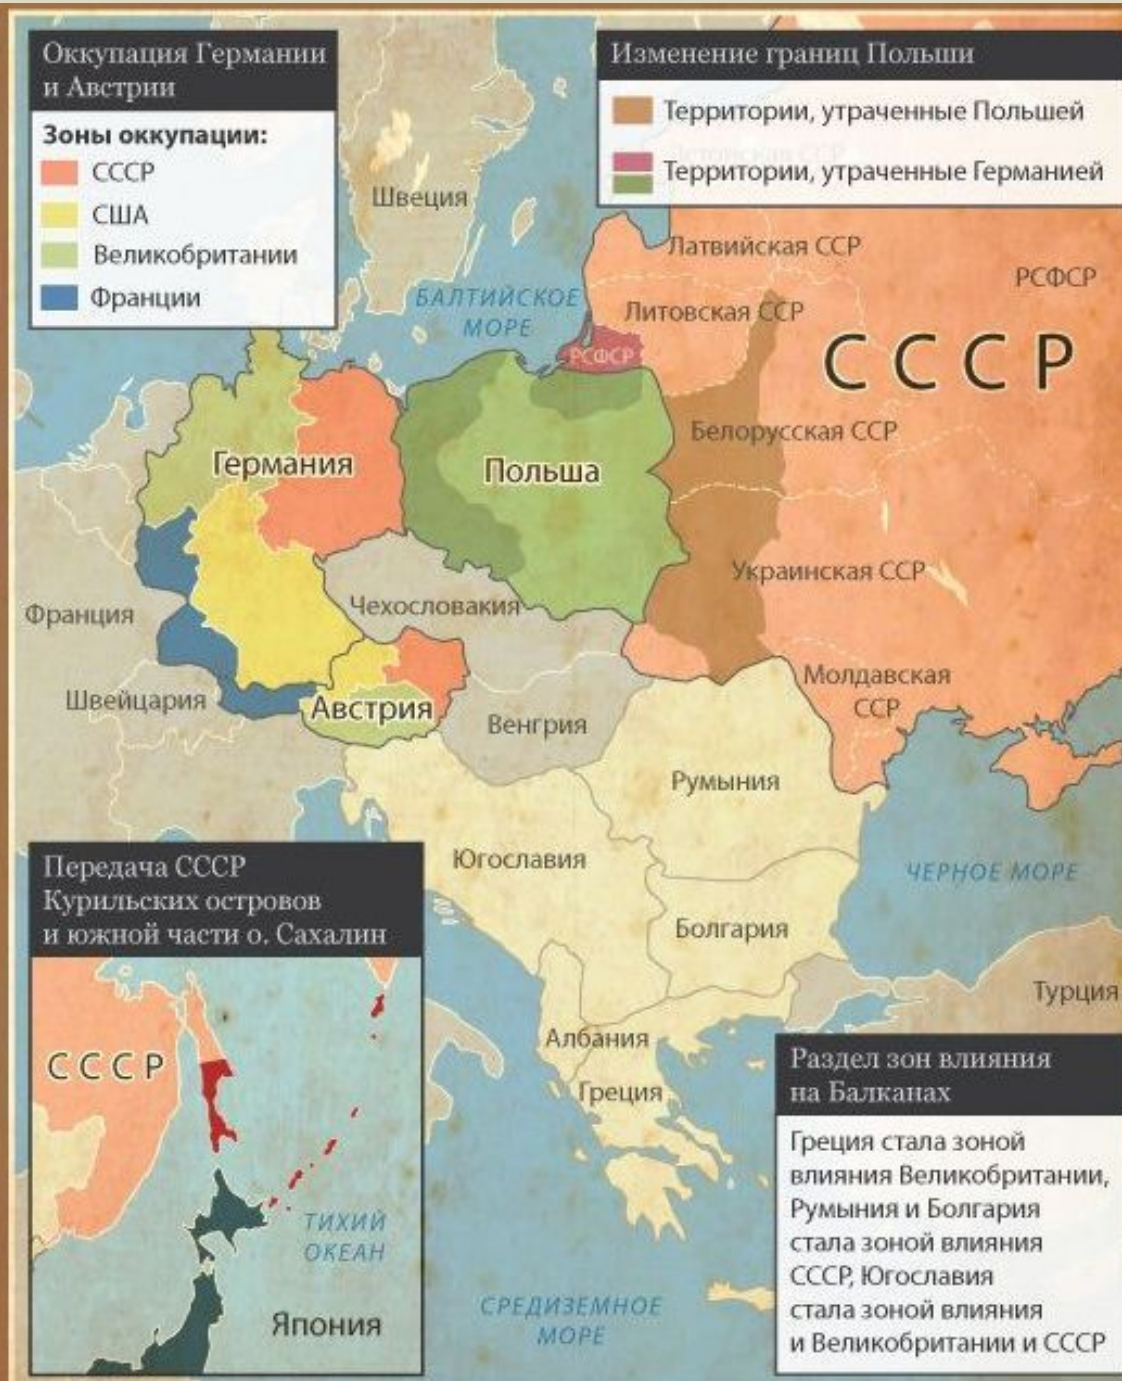 Оккупация Германии
и Австрии
Зоны оккупации:
СССР
США
Великобритании
Франции
Изменение границ Польши
Территории, утраченные Польшей
Территории, утраченные Германией
Швеция
БАЛТИЙСКОЕ
МОРЕ
Латвийская ССР
РСФСР
Литовская ССР
СССР
РСФСР
Белорусская ССР
Германия
Польша
Украинская ССР
Франция
Чехословакия
Молдавская
ССР
Швейцария
Австрия
Венгрия
Румыния
Югославия
ЧЕРНОЕ МОРЕ
Болгария
Турция
Албания
Греция
СРЕДИЗЕМНОЕ
МОРЕ
Передача СССР
Курильских островов
и южной части о. Сахалин
СССР
ТИХИЙ
ОКЕАН
Япония
Раздел зон влияния
на Балканах
Греция стала зоной
влияния Великобритании,
Румыния и Болгария
стала зоной влияния
СССР, Югославия
стала зоной влияния
и Великобритании и СССР